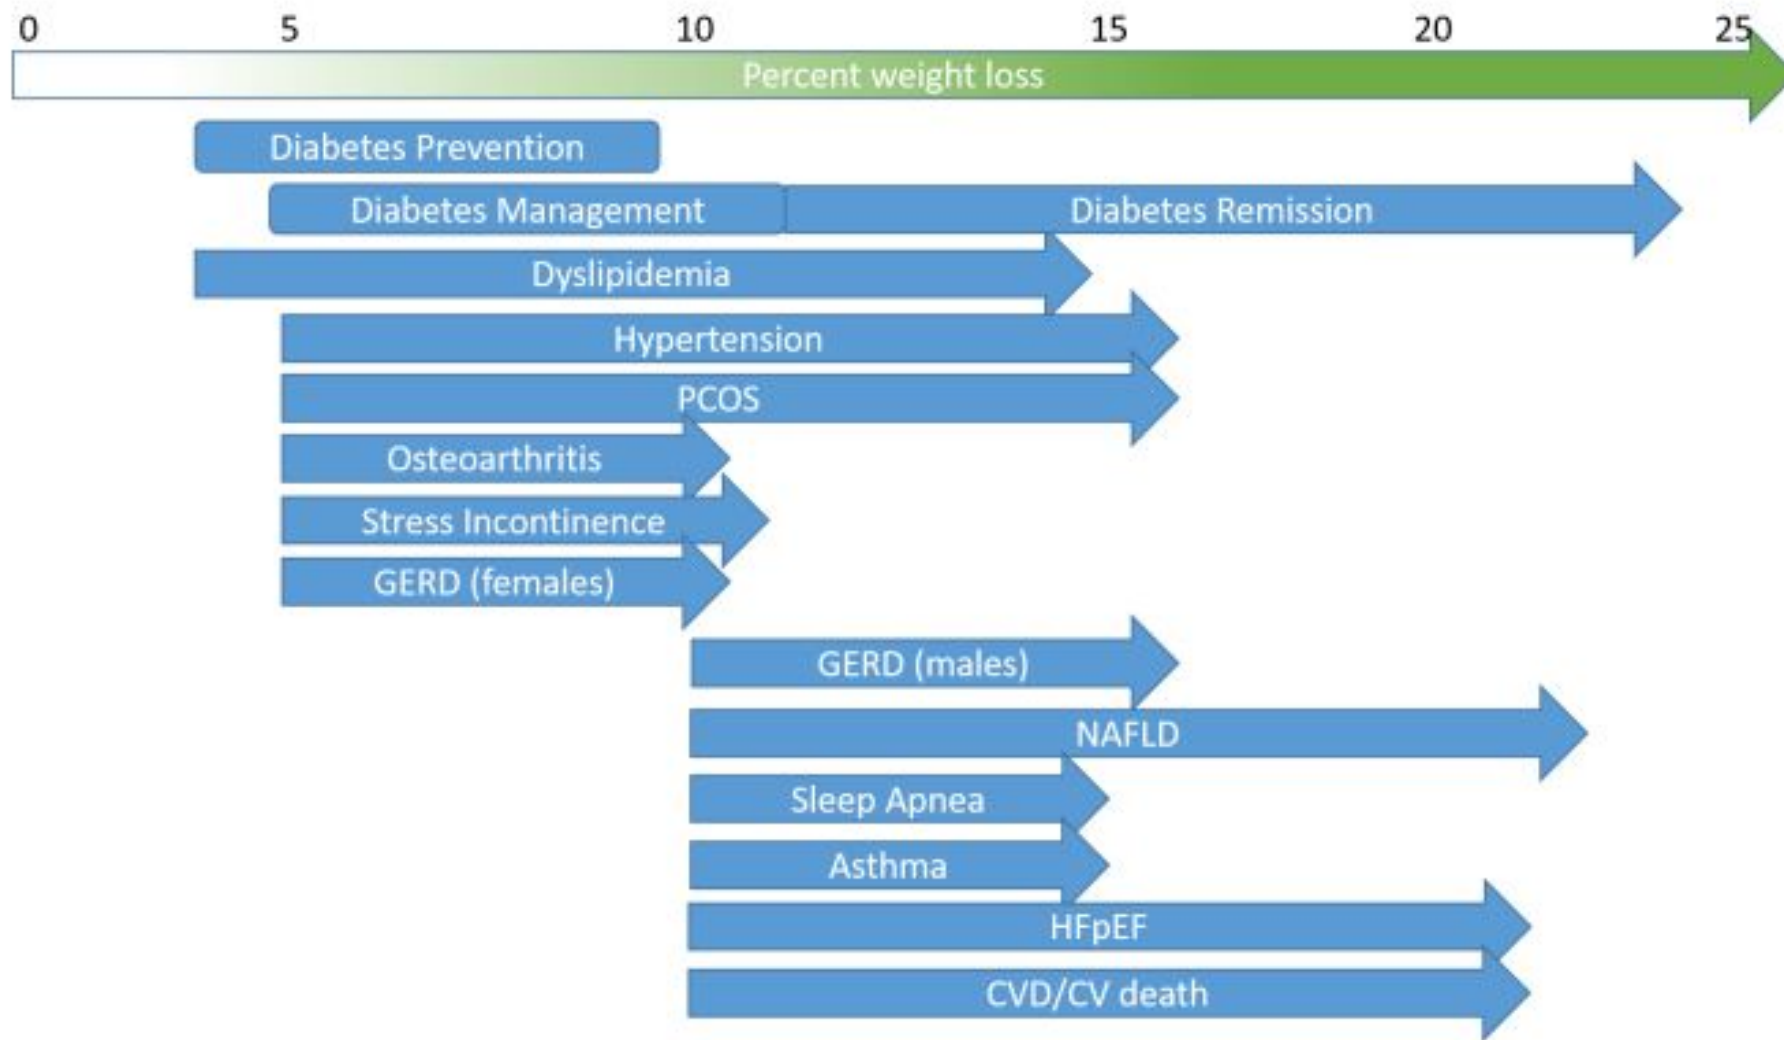 0 5 10 15 20 25
Percent weight loss
Diabetes Prevention
Diabetes Management Diabetes Remission
Dyslipidemia
Hypertension
PCOS
Osteoarthritis
Stress Incontinence
GERD (females)
GERD (males)
NAFLD
Sleep Apnea
Asthma
HFpEF
CVD/CV death